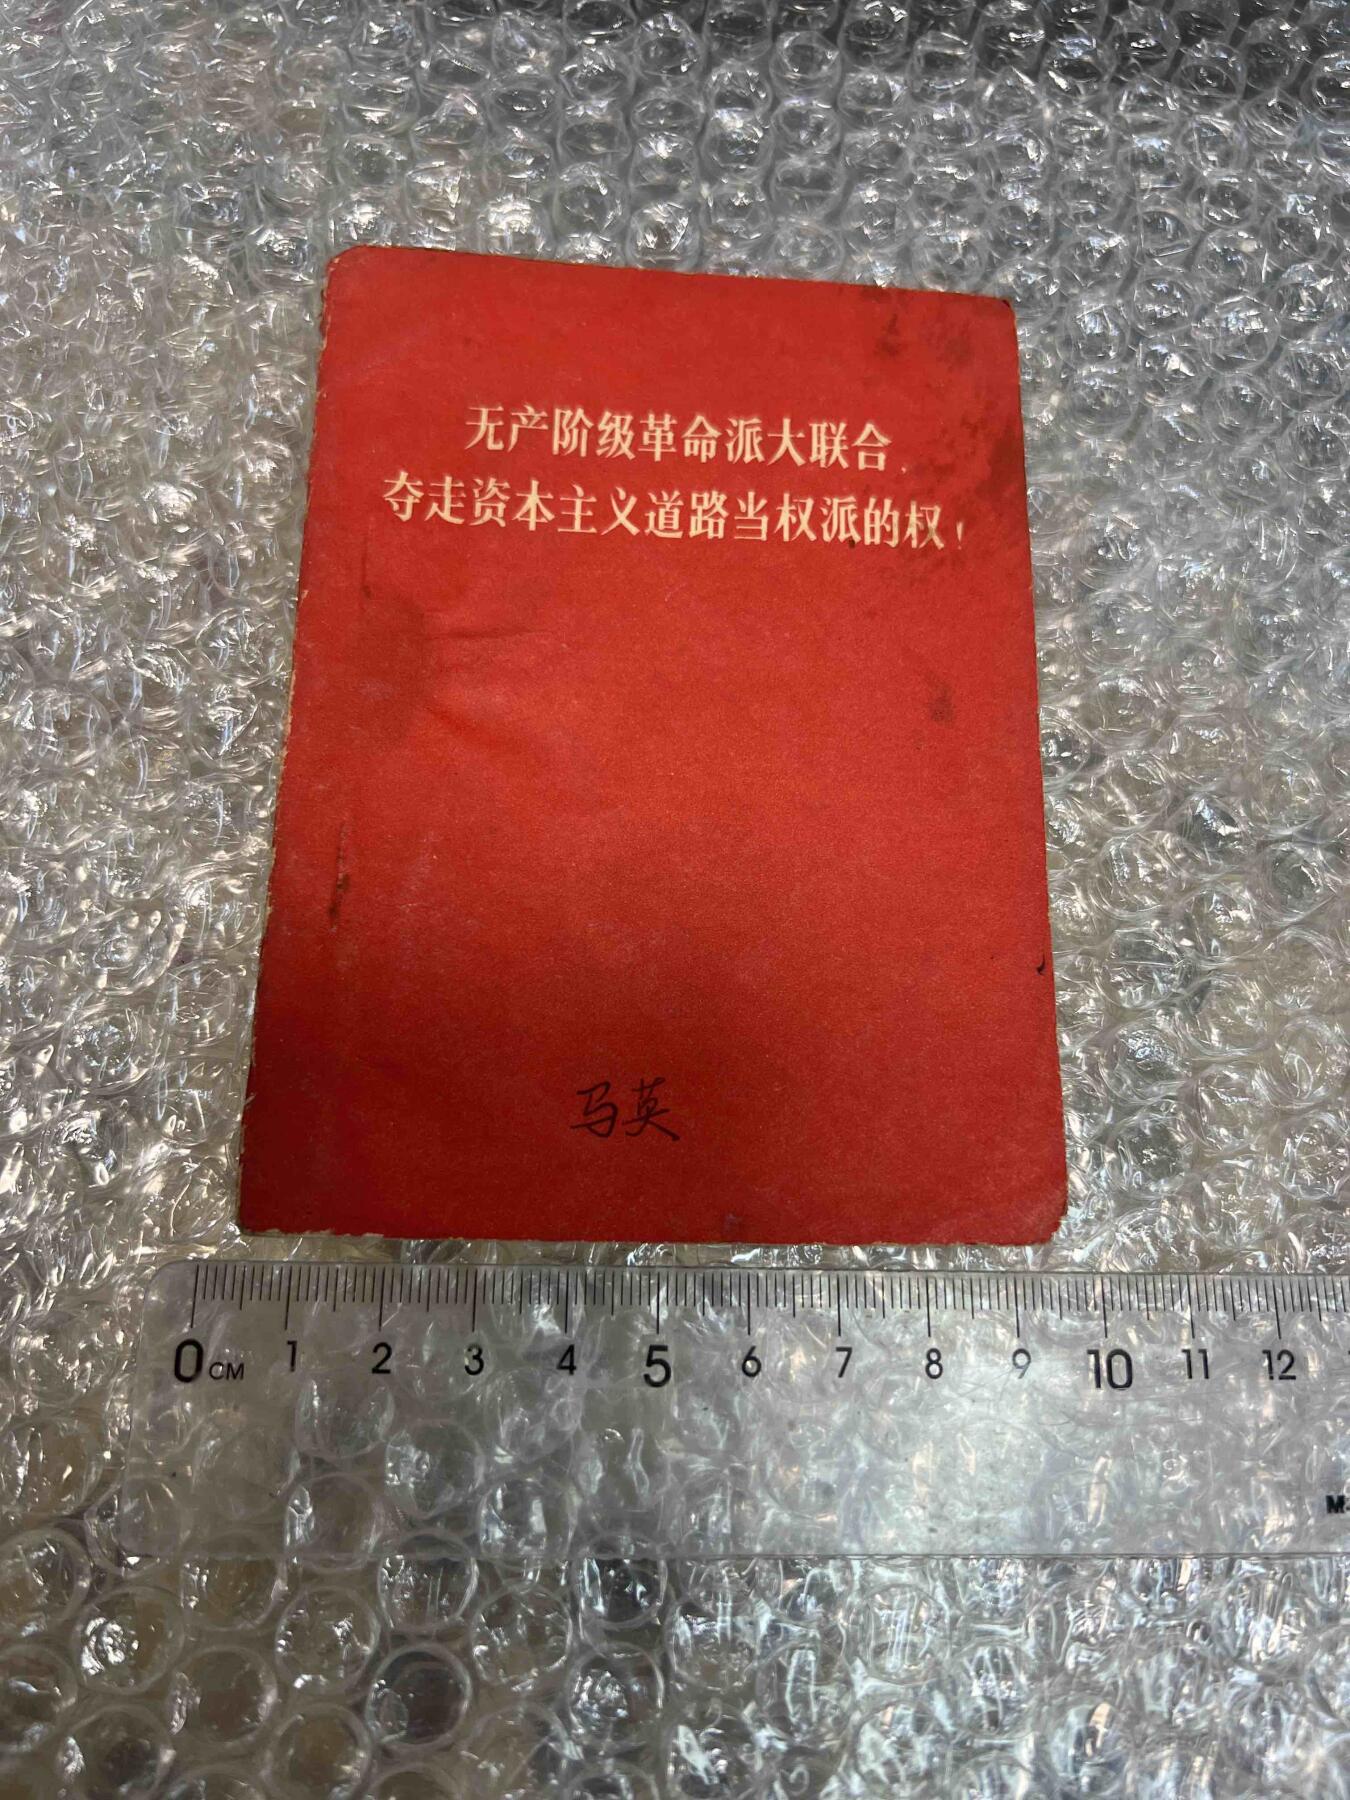 无产阶级革命派大联合,
夺走资本主义道路当权派的权!
马英
0CM 1 2 3 4 5 6 7 8 9 10 11 12